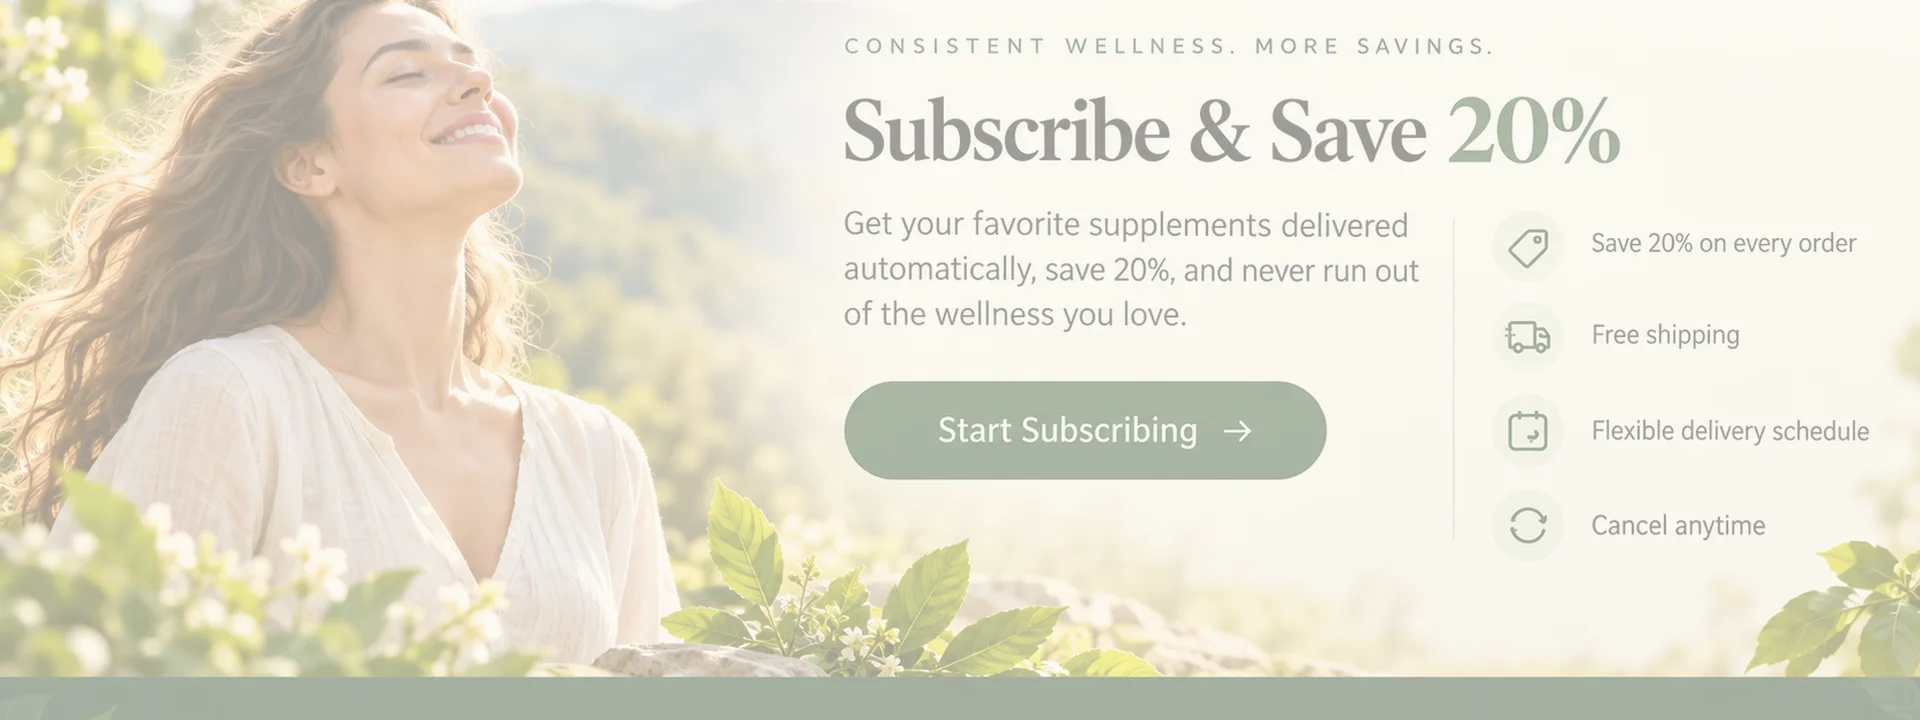 CONSISTENT WELLNESS. MORE SAVINGS.
Subscribe & Save 20%
Get your favorite supplements delivered
automatically, save 20%, and never run out
of the wellness you love.
Start Subscribing →
Save 20% on every order
Free shipping
Flexible delivery schedule
Cancel anytime